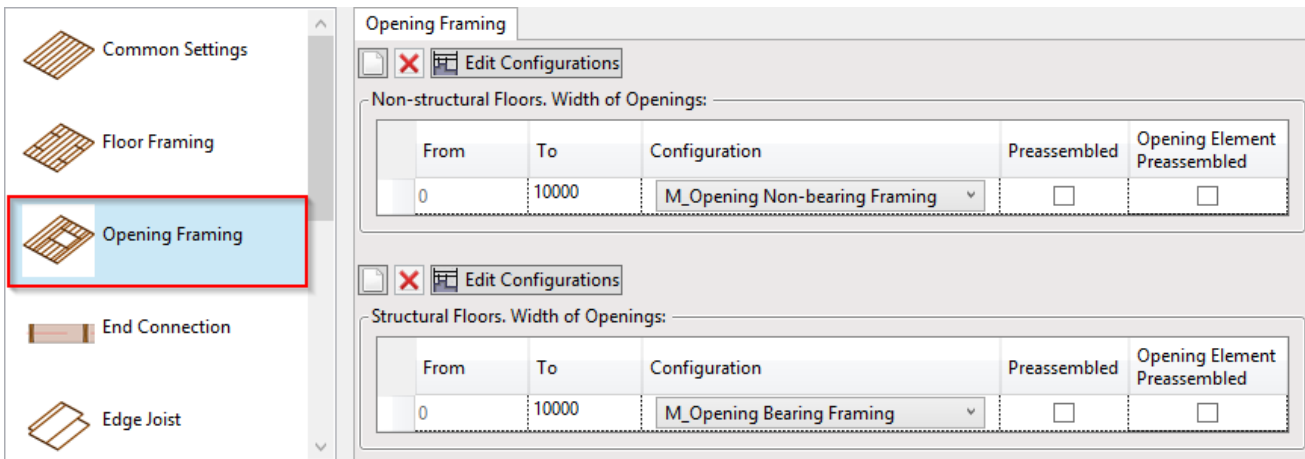 Common Settings
Floor Framing
Opening Framing
End Connection
Edge Joist
Opening Framing
Edit Configurations
Non-structural Floors. Width of Openings:
From To Configuration Preassembled Opening Element
Preassembled
0 10000 M_Opening Non-bearing Framing
Edit Configurations
Structural Floors. Width of Openings:
From To Configuration Preassembled Opening Element
Preassembled
0 10000 M_Opening Bearing Framing